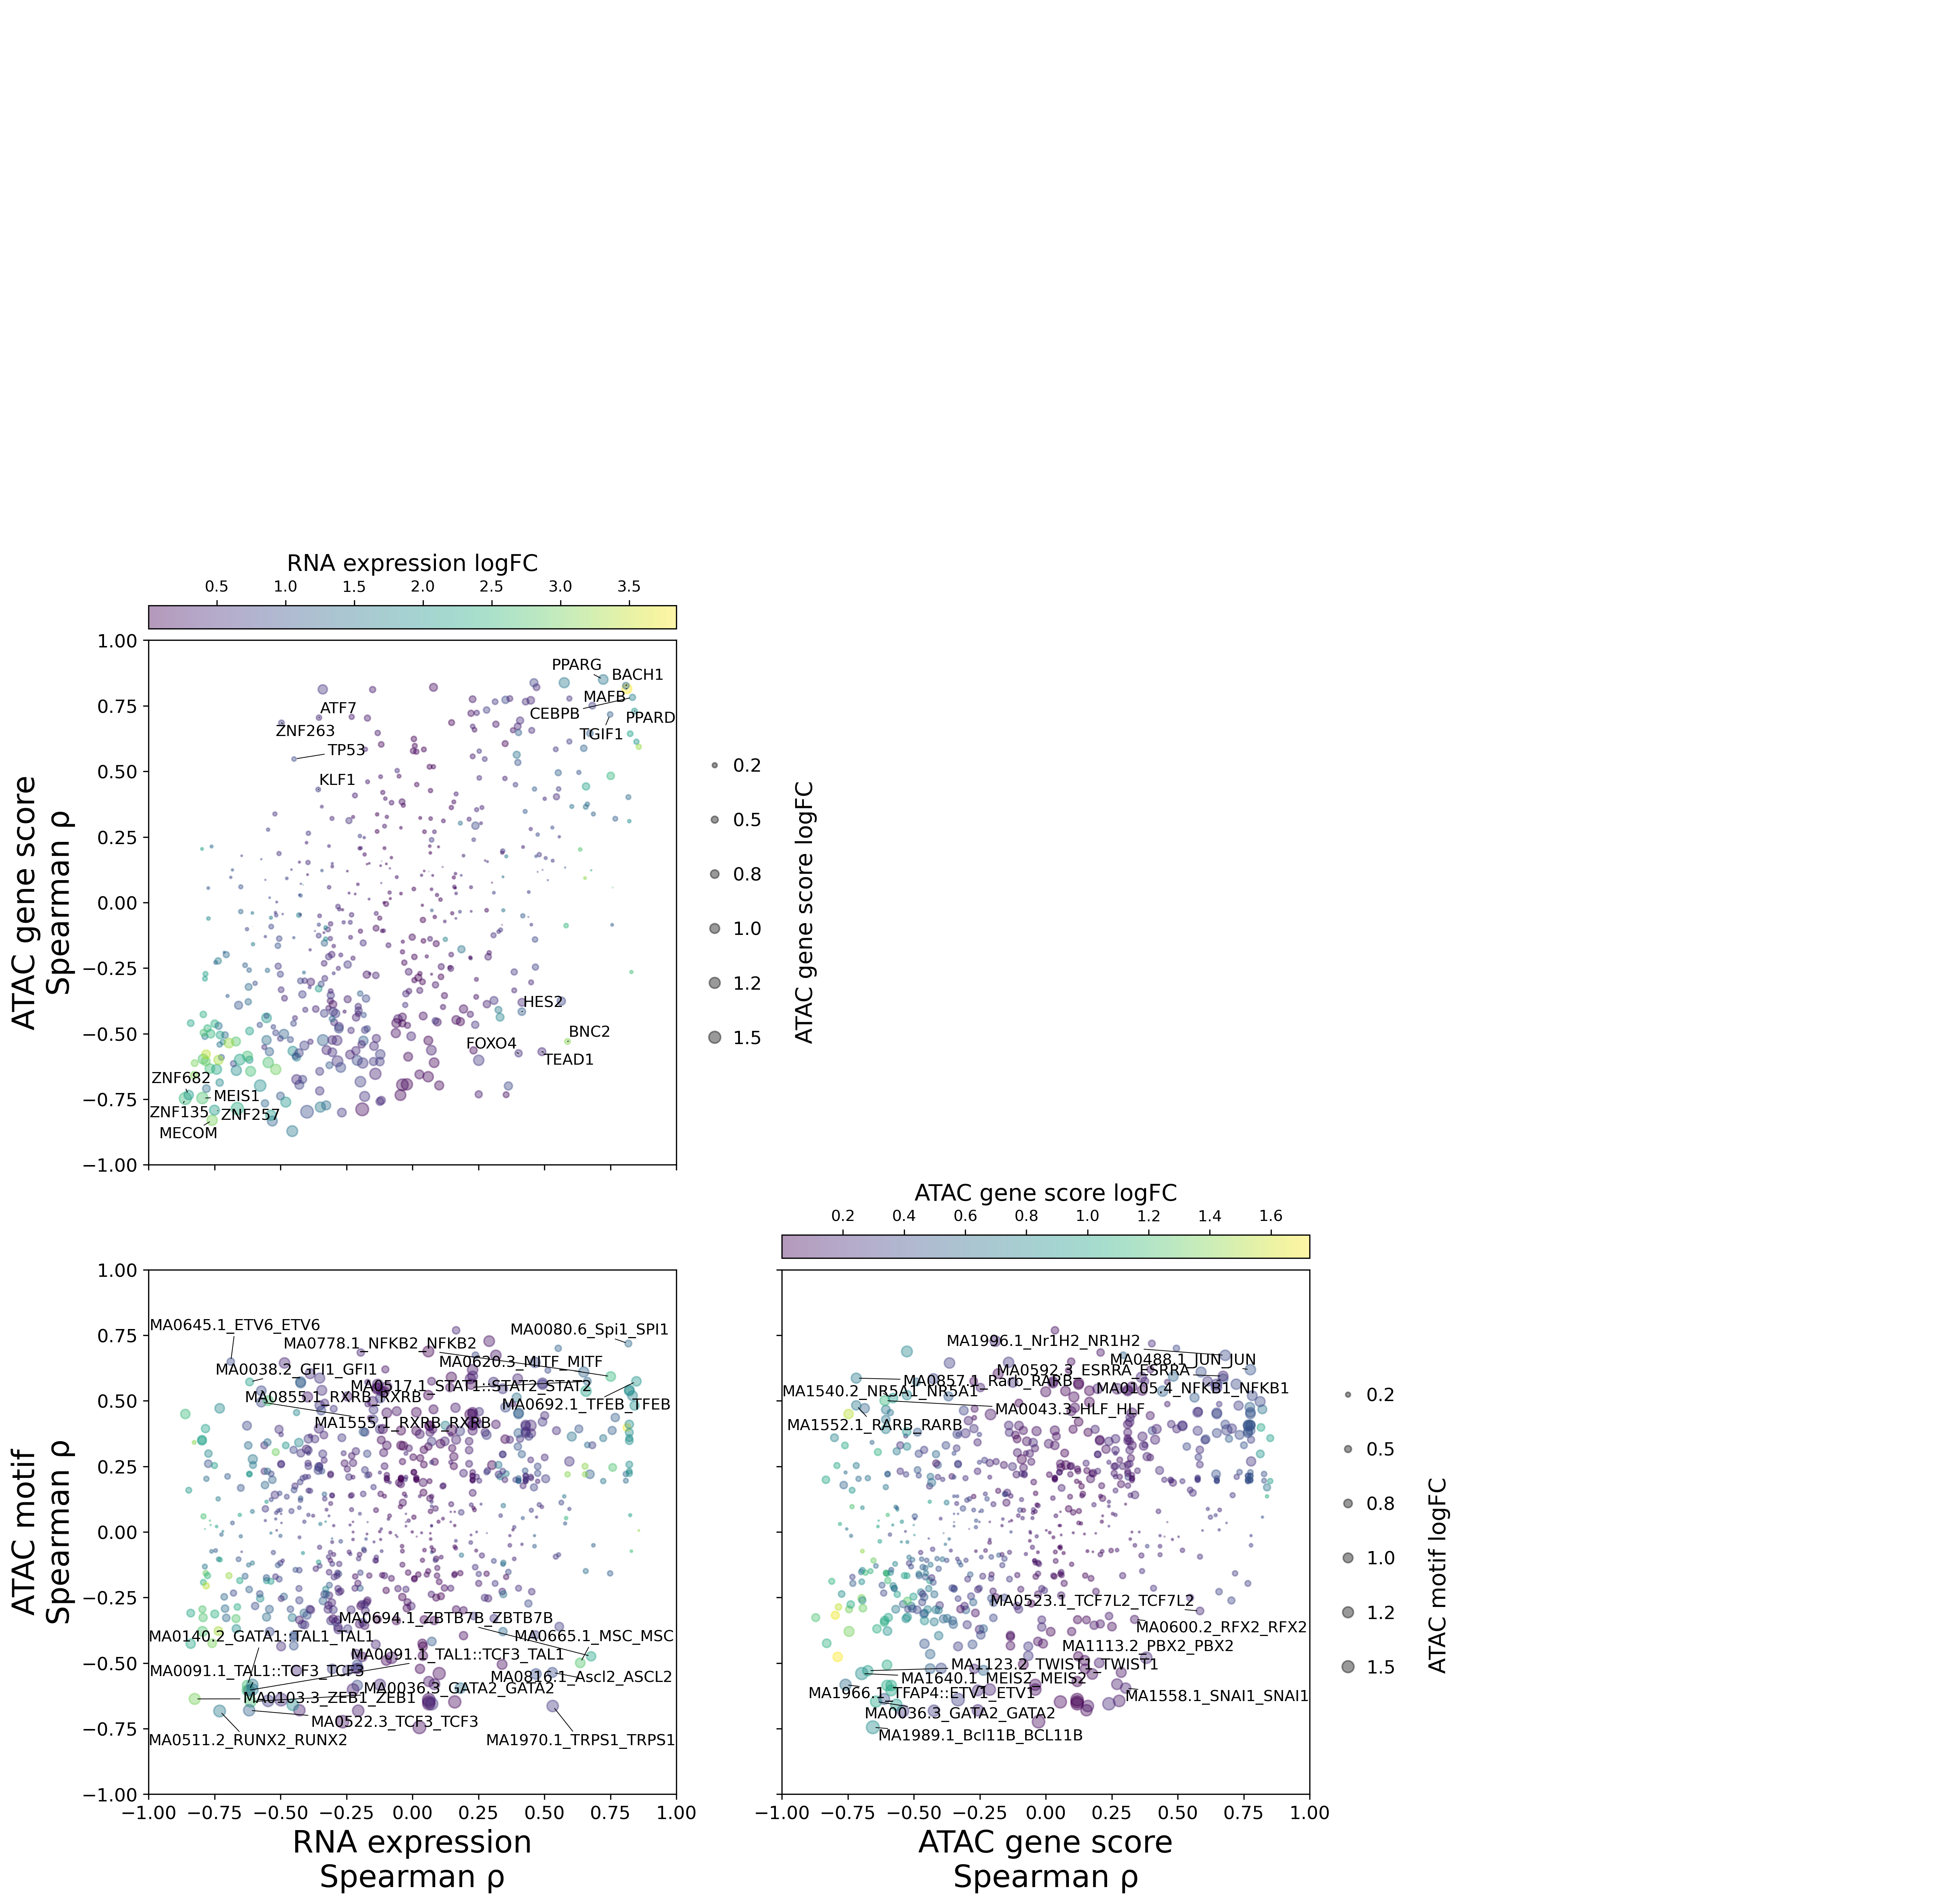 RNA expression logFC
0.5 1.0 1.5 2.0 2.5 3.0 3.5
ATAC gene score
Spearman ρ
1.00
0.75
0.50
0.25
0.00
−0.25
−0.50
−0.75
−1.00
PPARG
BACH1
MAFB
CEBPB
PPARD
TGIF1
ATF7
ZNF263
TP53
KLF1
HES2
BNC2
FOXO4
TEAD1
ZNF682
MEIS1
ZNF135
ZNF257
MECOM
0.2
0.5
0.8
1.0
1.2
1.5
ATAC gene score logFC
ATAC motif
Spearman ρ
1.00
0.75
0.50
0.25
0.00
−0.25
−0.50
−0.75
−1.00
MA0645.1_ETV6_ETV6
MA0080.6_Spi1_SPI1
MA0778.1_NFKB2_NFKB2
MA0620.3_MITF_MITF
MA0038.2_GFI1_GFI1
MA0517.1_STAT1::STAT2_STAT2
MA0855.1_RXRB_RXRB
MA0692.1_TFEB_TFEB
MA1555.1_RXRB_RXRB
MA0694.1_ZBTB7B_ZBTB7B
MA0140.2_GATA1::TAL1_TAL1
MA0665.1_MSC_MSC
MA0091.1_TAL1::TCF3_TAL1
MA0091.1_TAL1::TCF3_TCF3
MA0816.1_Ascl2_ASCL2
MA0036.3_GATA2_GATA2
MA0103.3_ZEB1_ZEB1
MA0522.3_TCF3_TCF3
MA0511.2_RUNX2_RUNX2
MA1970.1_TRPS1_TRPS1
−1.00 −0.75 −0.50 −0.25 0.00 0.25 0.50 0.75 1.00
RNA expression
Spearman ρ
ATAC gene score logFC
0.2 0.4 0.6 0.8 1.0 1.2 1.4 1.6
MA1996.1_Nr1H2_NR1H2
MA0488.1_JUN_JUN
MA0592.3_ESRRA_ESRRA
MA0857.1_Rarb_RARB
MA0105.4_NFKB1_NFKB1
MA1540.2_NR5A1_NR5A1
MA0043.3_HLF_HLF
MA1552.1_RARB_RARB
MA0523.1_TCF7L2_TCF7L2
MA0600.2_RFX2_RFX2
MA1113.2_PBX2_PBX2
MA1123.2_TWIST1_TWIST1
MA1640.1_MEIS2_MEIS2
MA1966.1_TFAP4::ETV1_ETV1
MA1558.1_SNAI1_SNAI1
MA0036.3_GATA2_GATA2
MA1989.1_Bcl11B_BCL11B
−1.00 −0.75 −0.50 −0.25 0.00 0.25 0.50 0.75 1.00
ATAC gene score
Spearman ρ
0.2
0.5
0.8
1.0
1.2
1.5
ATAC motif logFC